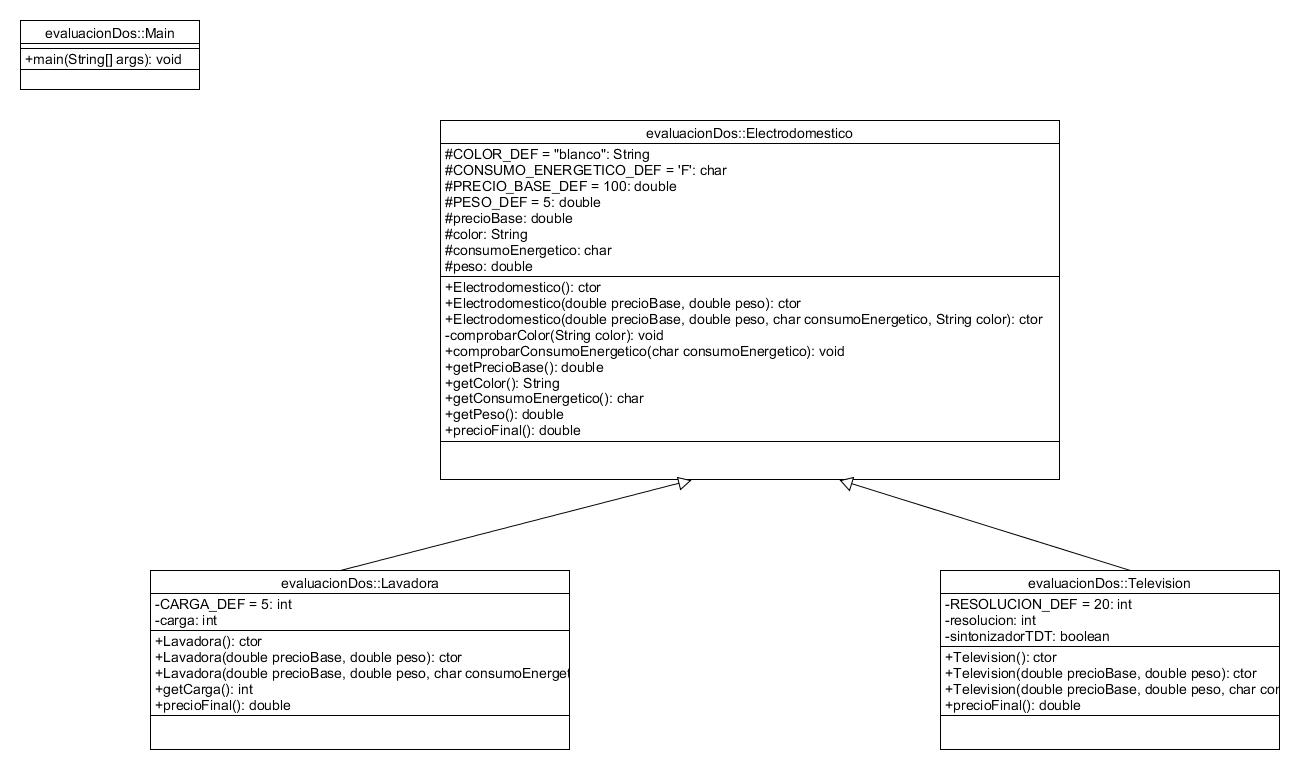 evaluacionDos::Main
+main(String[] args): void
evaluacionDos::Electrodomestico
#COLOR_DEF = "blanco": String
#CONSUMO_ENERGETICO_DEF = 'F': char
#PRECIO_BASE_DEF = 100: double
#PESO_DEF = 5: double
#precioBase: double
#color: String
#consumoEnergetico: char
#peso: double
+Electrodomestico(): ctor
+Electrodomestico(double precioBase, double peso): ctor
+Electrodomestico(double precioBase, double peso, char consumoEnergetico, String color): ctor
-comprobarColor(String color): void
+comprobarConsumoEnergetico(char consumoEnergetico): void
+getPrecioBase(): double
+getColor(): String
+getConsumoEnergetico(): char
+getPeso(): double
+precioFinal(): double
evaluacionDos::Lavadora
-CARGA_DEF = 5: int
-carga: int
+Lavadora(): ctor
+Lavadora(double precioBase, double peso): ctor
+Lavadora(double precioBase, double peso, char consumoEnerget
+getCarga(): int
+precioFinal(): double
evaluacionDos::Television
-RESOLUCION_DEF = 20: int
-resolucion: int
-sintonizadorTDT: boolean
+Television(): ctor
+Television(double precioBase, double peso): ctor
+Television(double precioBase, double peso, char cor
+precioFinal(): double